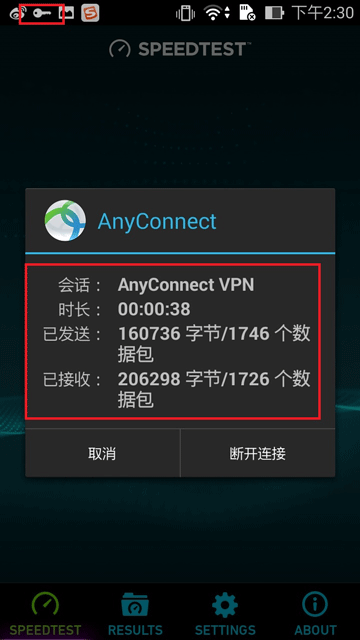 下午2:30
SPEEDTEST™
AnyConnect
会话： AnyConnect VPN
时长： 00:00:38
已发送： 160736 字节/1746 个数
据包
已接收： 206298 字节/1726 个数
据包
取消 断开连接
SPEEDTEST RESULTS SETTINGS ABOUT